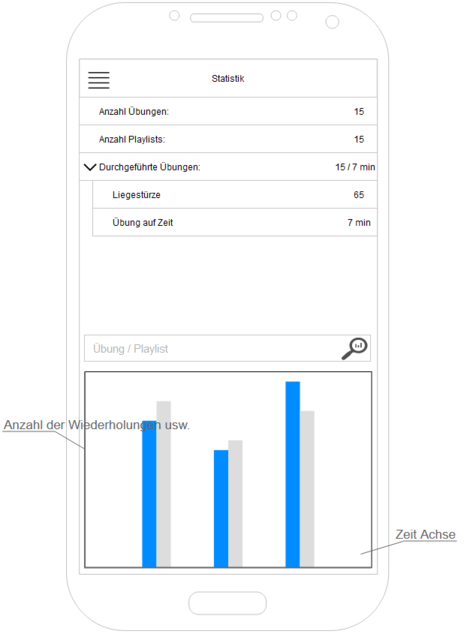 Statistik
Anzahl Übungen: 15
Anzahl Playlists: 15
Durchgeführte Übungen: 15 / 7 min
Liegestürze 65
Übung auf Zeit 7 min
Übung / Playlist
Anzahl der Wiederholungen usw.
Zeit Achse